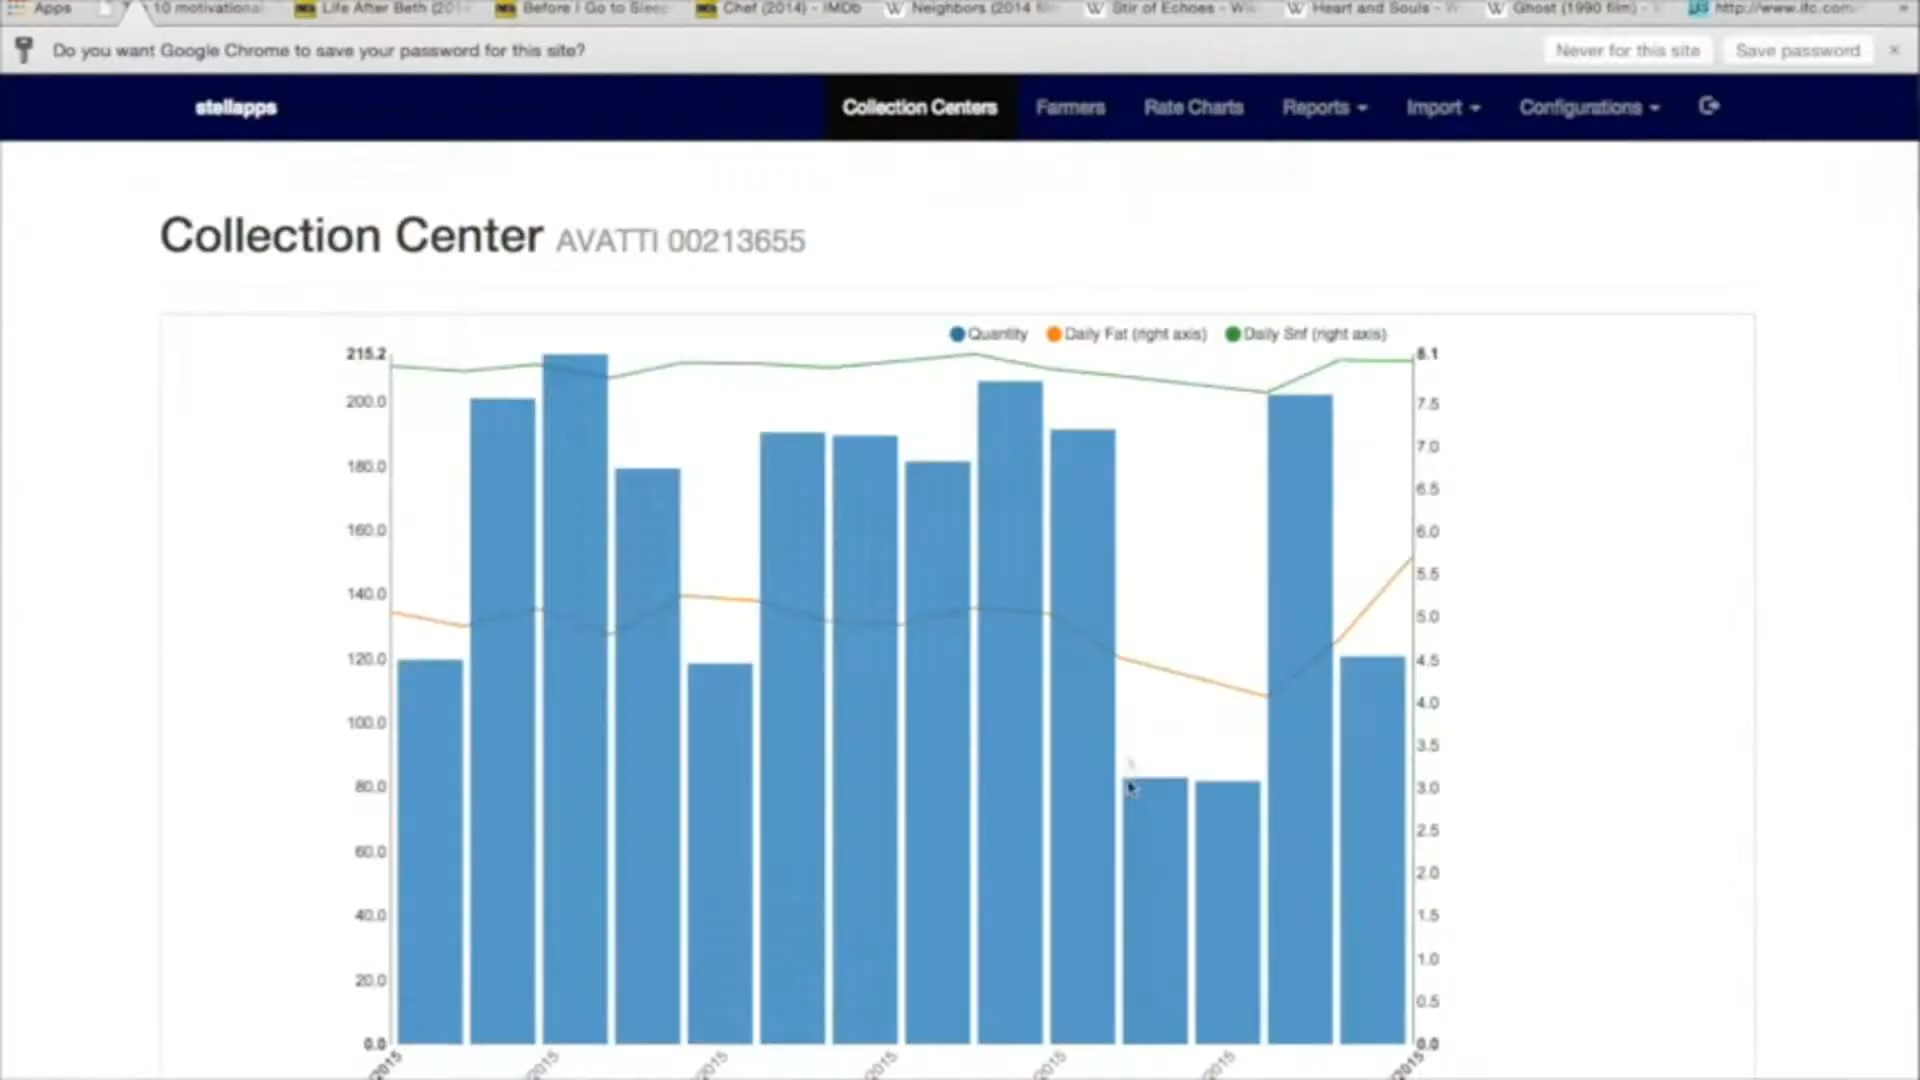 Apps
10 motivational
Life After Beth (201
Before I Go to Sleep
Chef (2014) - IMDb
Neighbors (2014 fil
Stir of Echoes - Wi
Heart and Souls - W
Ghost (1990 film) -
http://www.ifc.com/
Do you want Google Chrome to save your password for this site?
Never for this site
Save password
stellapps
Collection Centers
Farmers
Rate Charts
Reports
Import
Configurations
Collection Center AVATTI 00213655
Quantity
Daily Fat (right axis)
Daily Snf (right axis)
215.2
200.0
180.0
160.0
140.0
120.0
100.0
80.0
60.0
40.0
20.0
0.0
8.1
7.5
7.0
6.5
6.0
5.5
5.0
4.5
4.0
3.5
3.0
2.5
2.0
1.5
1.0
0.5
0.0
2015
2015
2015
2015
2015
2015
2015